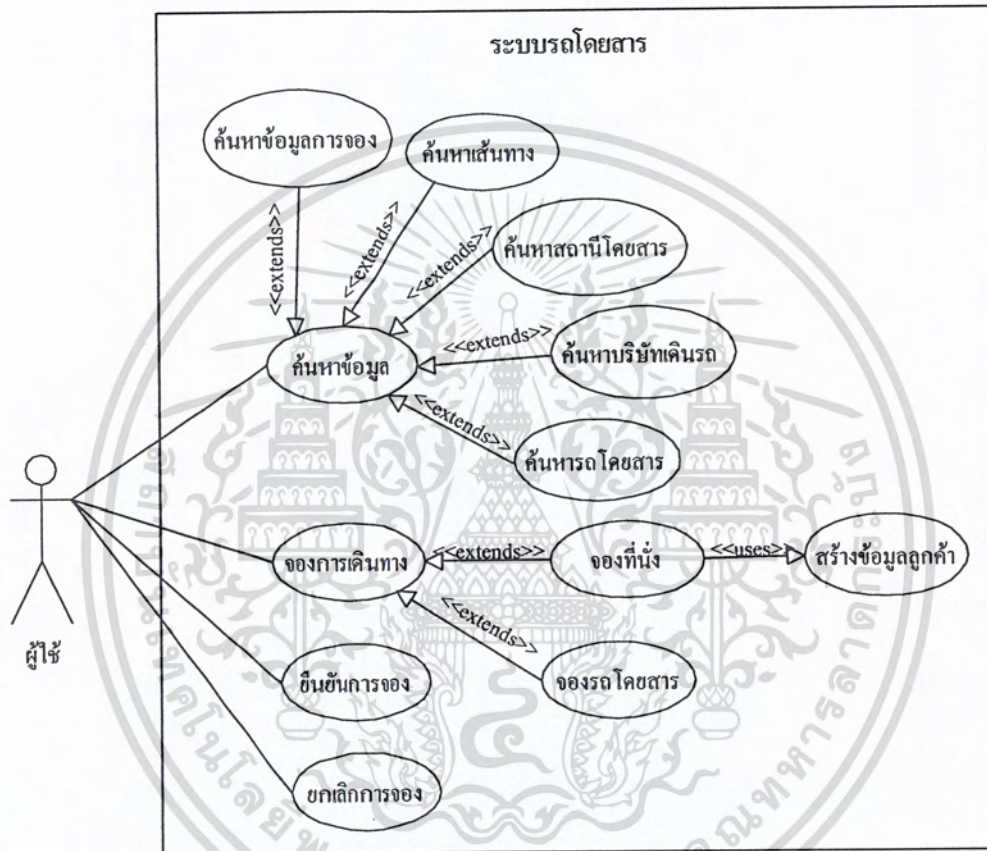 ระบบรถโดยสาร
ค้นหาข้อมูลการจอง
ค้นหาเส้นทาง
<<extends>>
<<extends>>
ค้นหาสถานีโดยสาร
<<extends>>
ค้นหาข้อมูล
<<extends>>
ค้นหาบริษัทเดินรถ
<<extends>>
ค้นหารถโดยสาร
ผู้ใช้
จองการเดินทาง
<<extends>>
จองที่นั่ง
<<uses>>
สร้างข้อมูลลูกค้า
<<extends>>
จองรถโดยสาร
ยืนยันการจอง
ยกเลิกการจอง